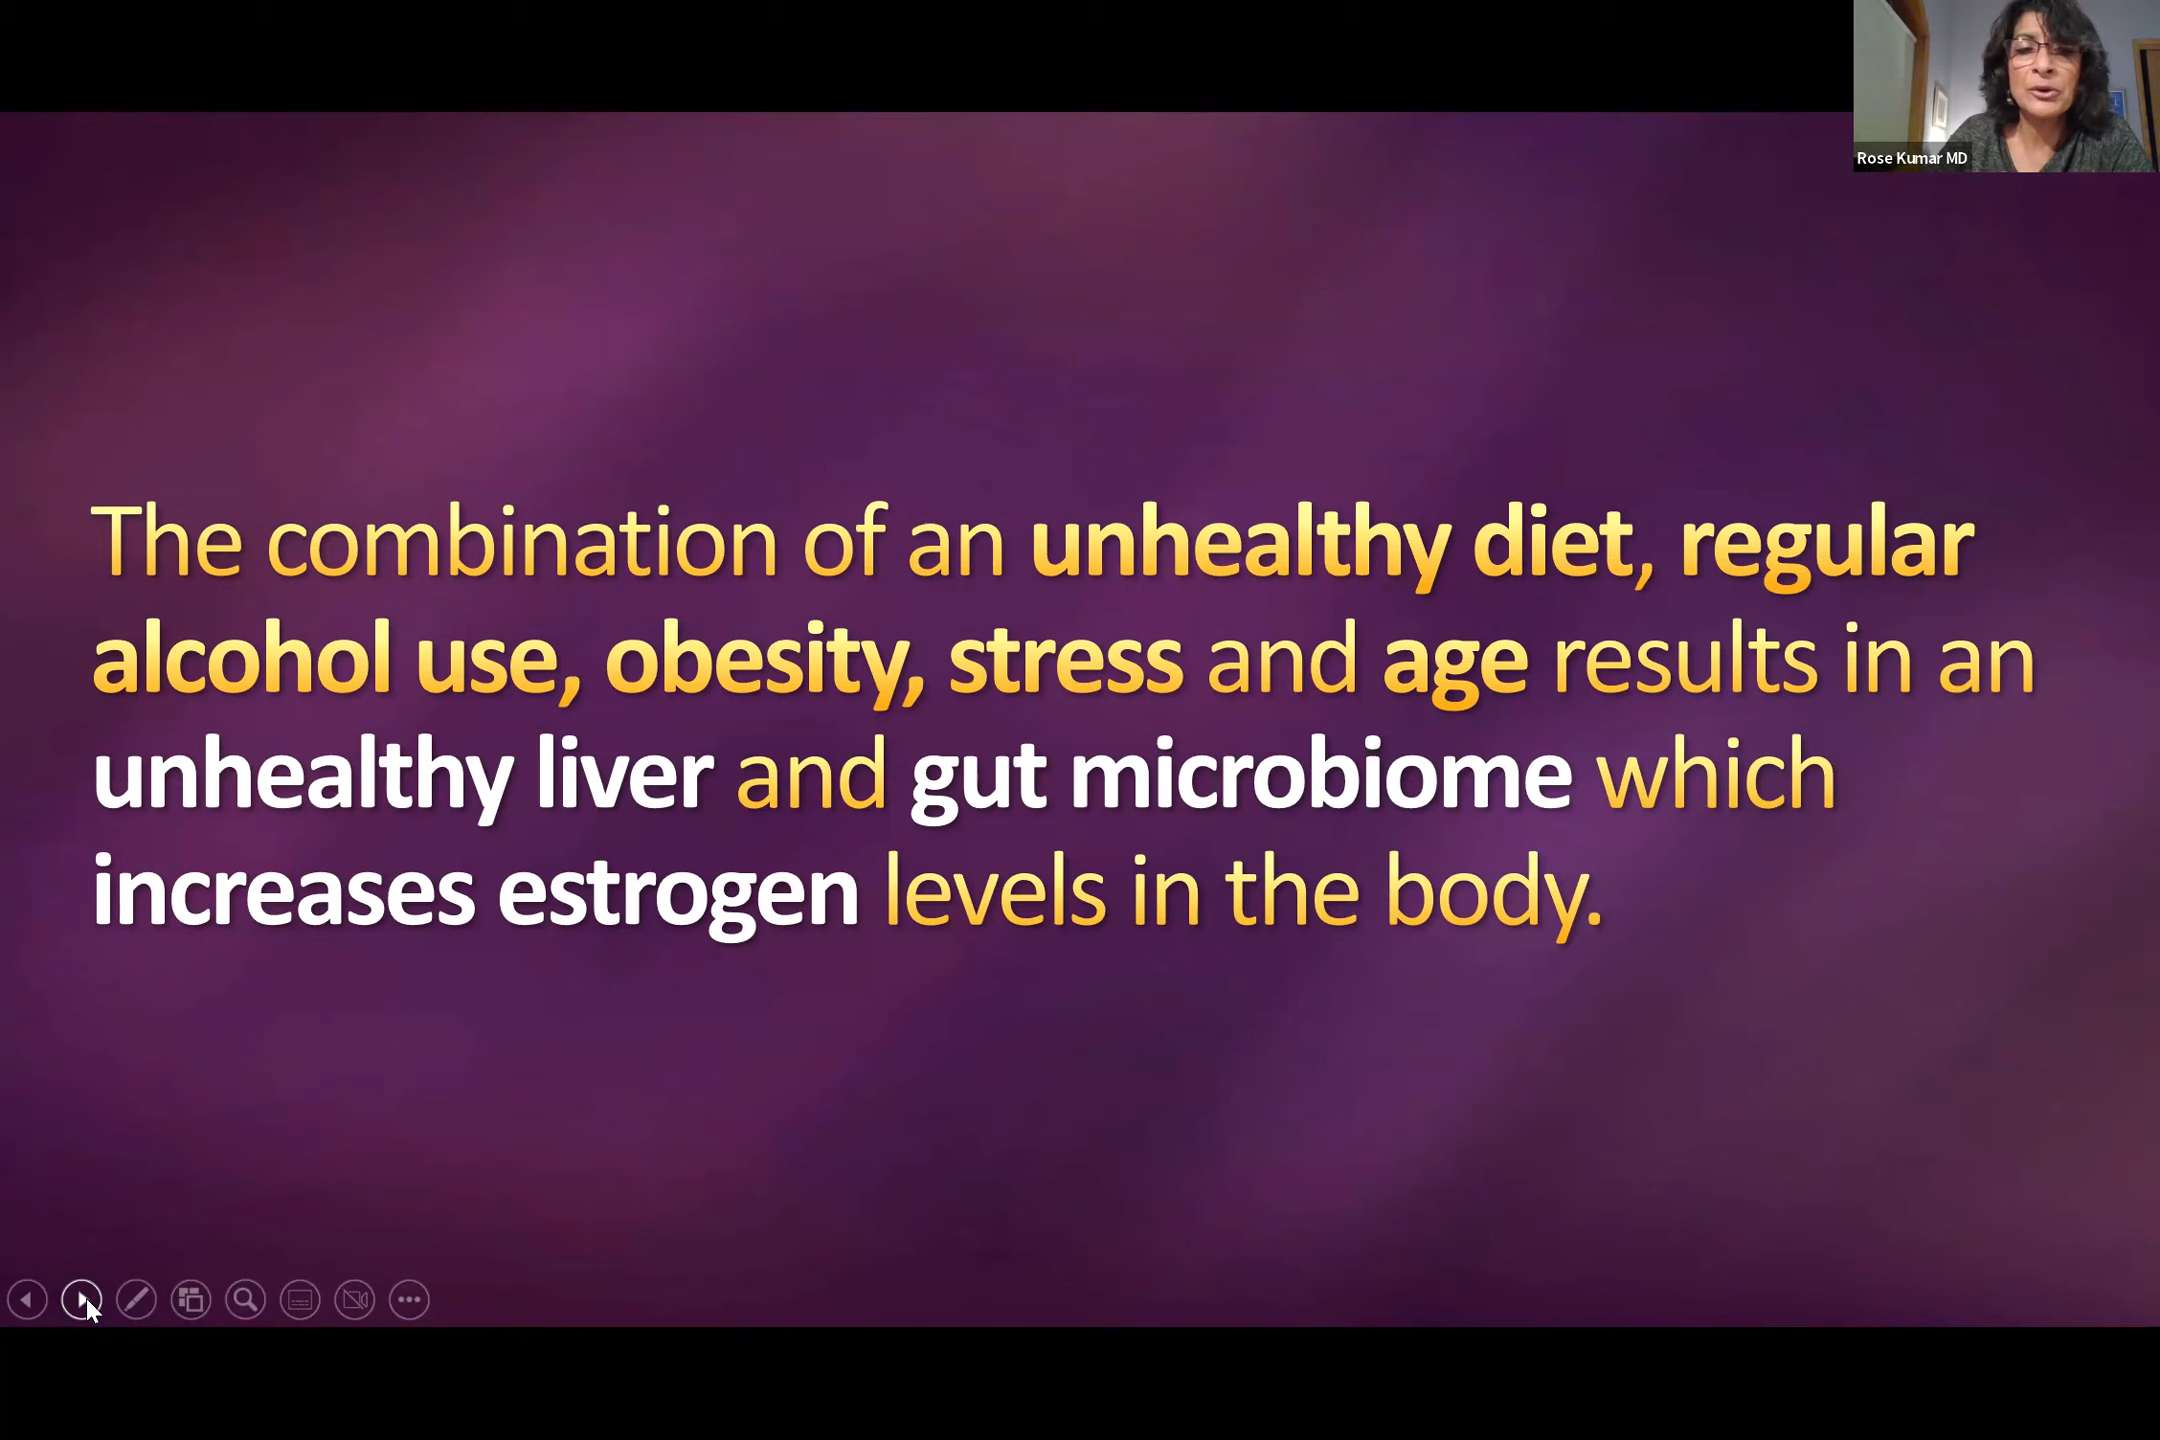 Rose Kumar MD
The combination of an unhealthy diet, regular
alcohol use, obesity, stress and age results in an
unhealthy liver and gut microbiome which
increases estrogen levels in the body.